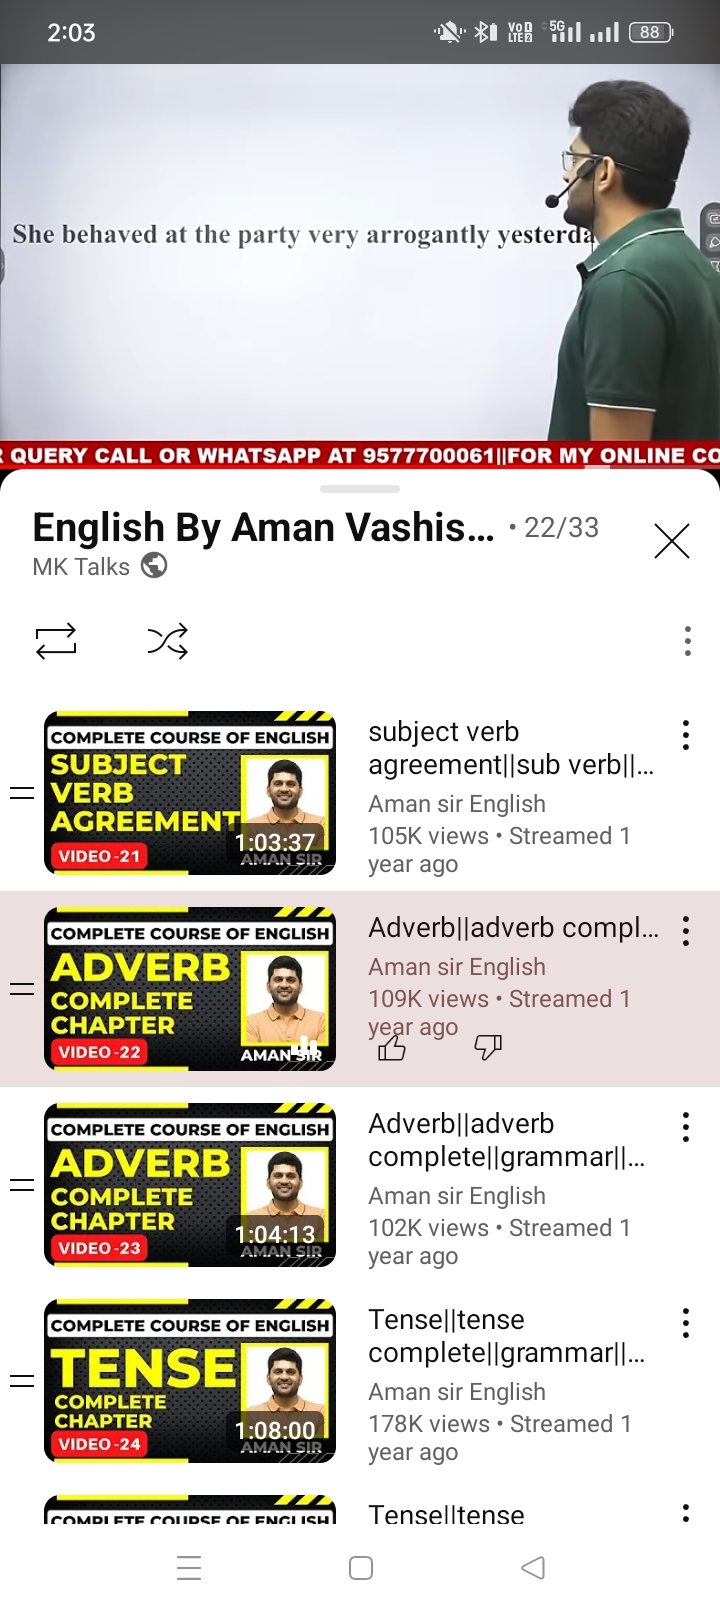 2:03
VoD LTE2 5G 88
She behaved at the party very arrogantly yesterda
QUERY CALL OR WHATSAPP AT 9577700061||FOR MY ONLINE CO
English By Aman Vashis... • 22/33
MK Talks
COMPLETE COURSE OF ENGLISH
SUBJECT
VERB
AGREEMENT
1:03:37
VIDEO-21
AMAN SIR
subject verb
agreement||sub verb||...
Aman sir English
105K views • Streamed 1
year ago
COMPLETE COURSE OF ENGLISH
ADVERB
COMPLETE
CHAPTER
VIDEO-22
AMAN SIR
Adverb||adverb compl...
Aman sir English
109K views • Streamed 1
year ago
COMPLETE COURSE OF ENGLISH
ADVERB
COMPLETE
CHAPTER
1:04:13
VIDEO-23
AMAN SIR
Adverb||adverb
complete||grammar||...
Aman sir English
102K views • Streamed 1
year ago
COMPLETE COURSE OF ENGLISH
TENSE
COMPLETE
CHAPTER
1:08:00
VIDEO-24
AMAN SIR
Tense||tense
complete||grammar||...
Aman sir English
178K views • Streamed 1
year ago
COMPLETE COURSE OF ENGLISH
Tense||tense